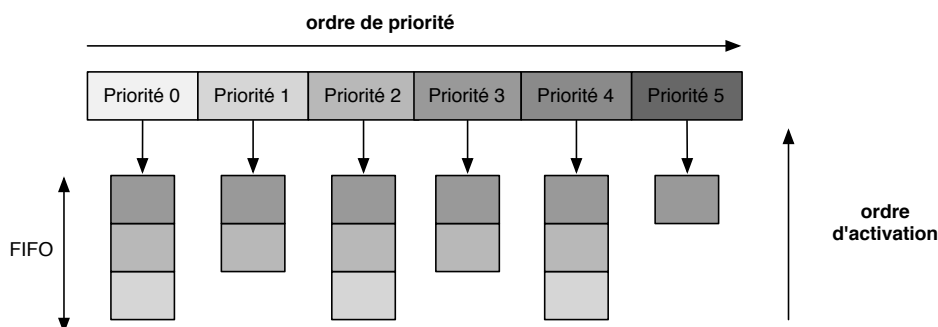 ordre de priorité
Priorité 0 Priorité 1 Priorité 2 Priorité 3 Priorité 4 Priorité 5
FIFO
ordre
d'activation